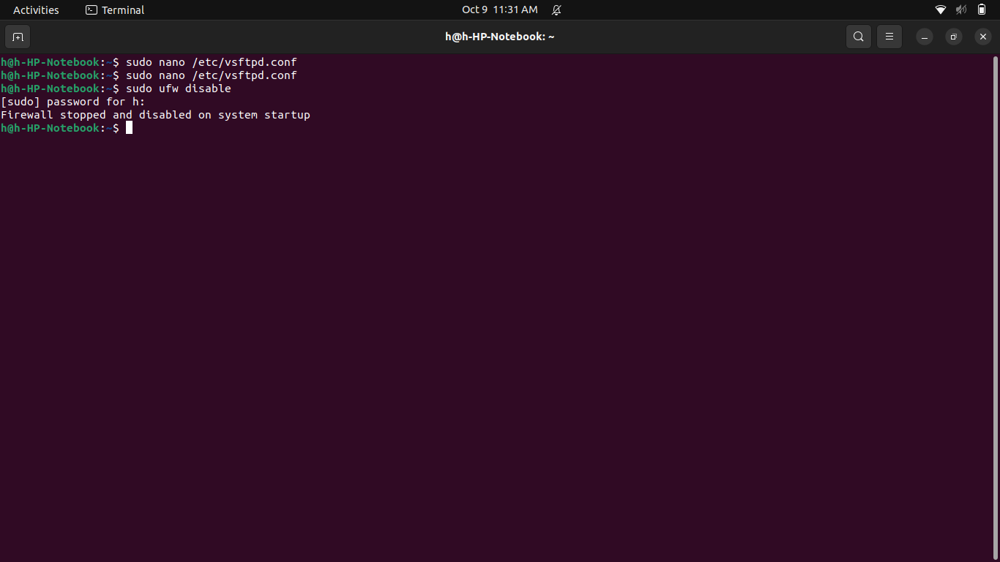 Activities Terminal Oct 9 11:31 AM
h@h-HP-Notebook: ~
h@h-HP-Notebook:~$ sudo nano /etc/vsftpd.conf
h@h-HP-Notebook:~$ sudo nano /etc/vsftpd.conf
h@h-HP-Notebook:~$ sudo ufw disable
[sudo] password for h:
Firewall stopped and disabled on system startup
h@h-HP-Notebook:~$